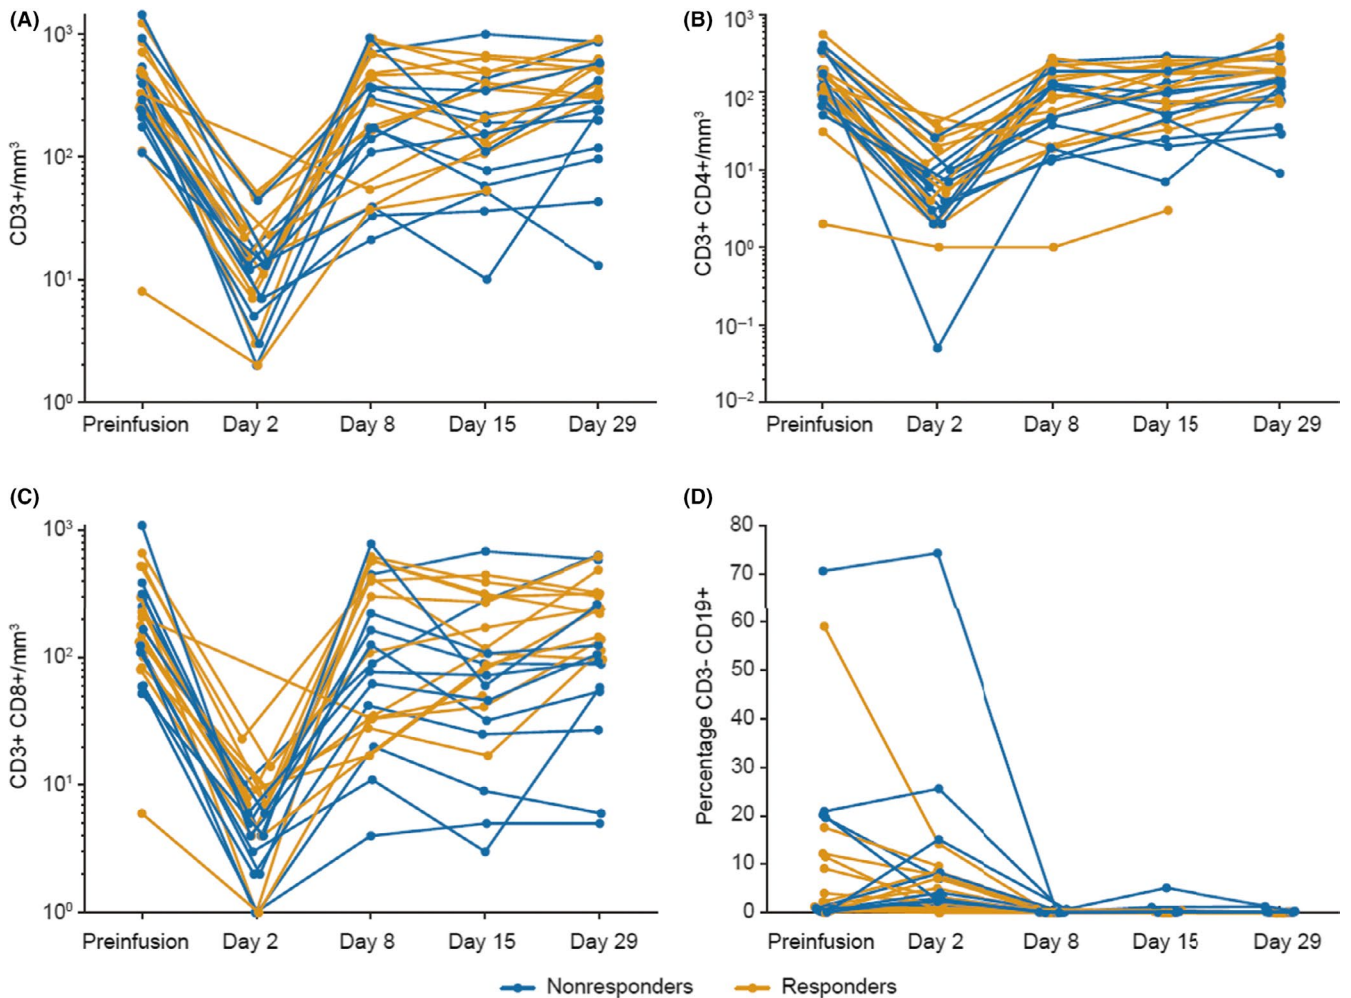 (A)
CD3+/mm³
10³
10²
10¹
10⁰
Preinfusion Day 2 Day 8 Day 15 Day 29
(B)
CD3+ CD4+/mm³
10³
10²
10¹
10⁰
10⁻¹
10⁻²
Preinfusion Day 2 Day 8 Day 15 Day 29
(C)
CD3+ CD8+/mm³
10³
10²
10¹
10⁰
Preinfusion Day 2 Day 8 Day 15 Day 29
(D)
Percentage CD3- CD19+
80
70
60
50
40
30
20
10
0
Preinfusion Day 2 Day 8 Day 15 Day 29
Nonresponders Responders